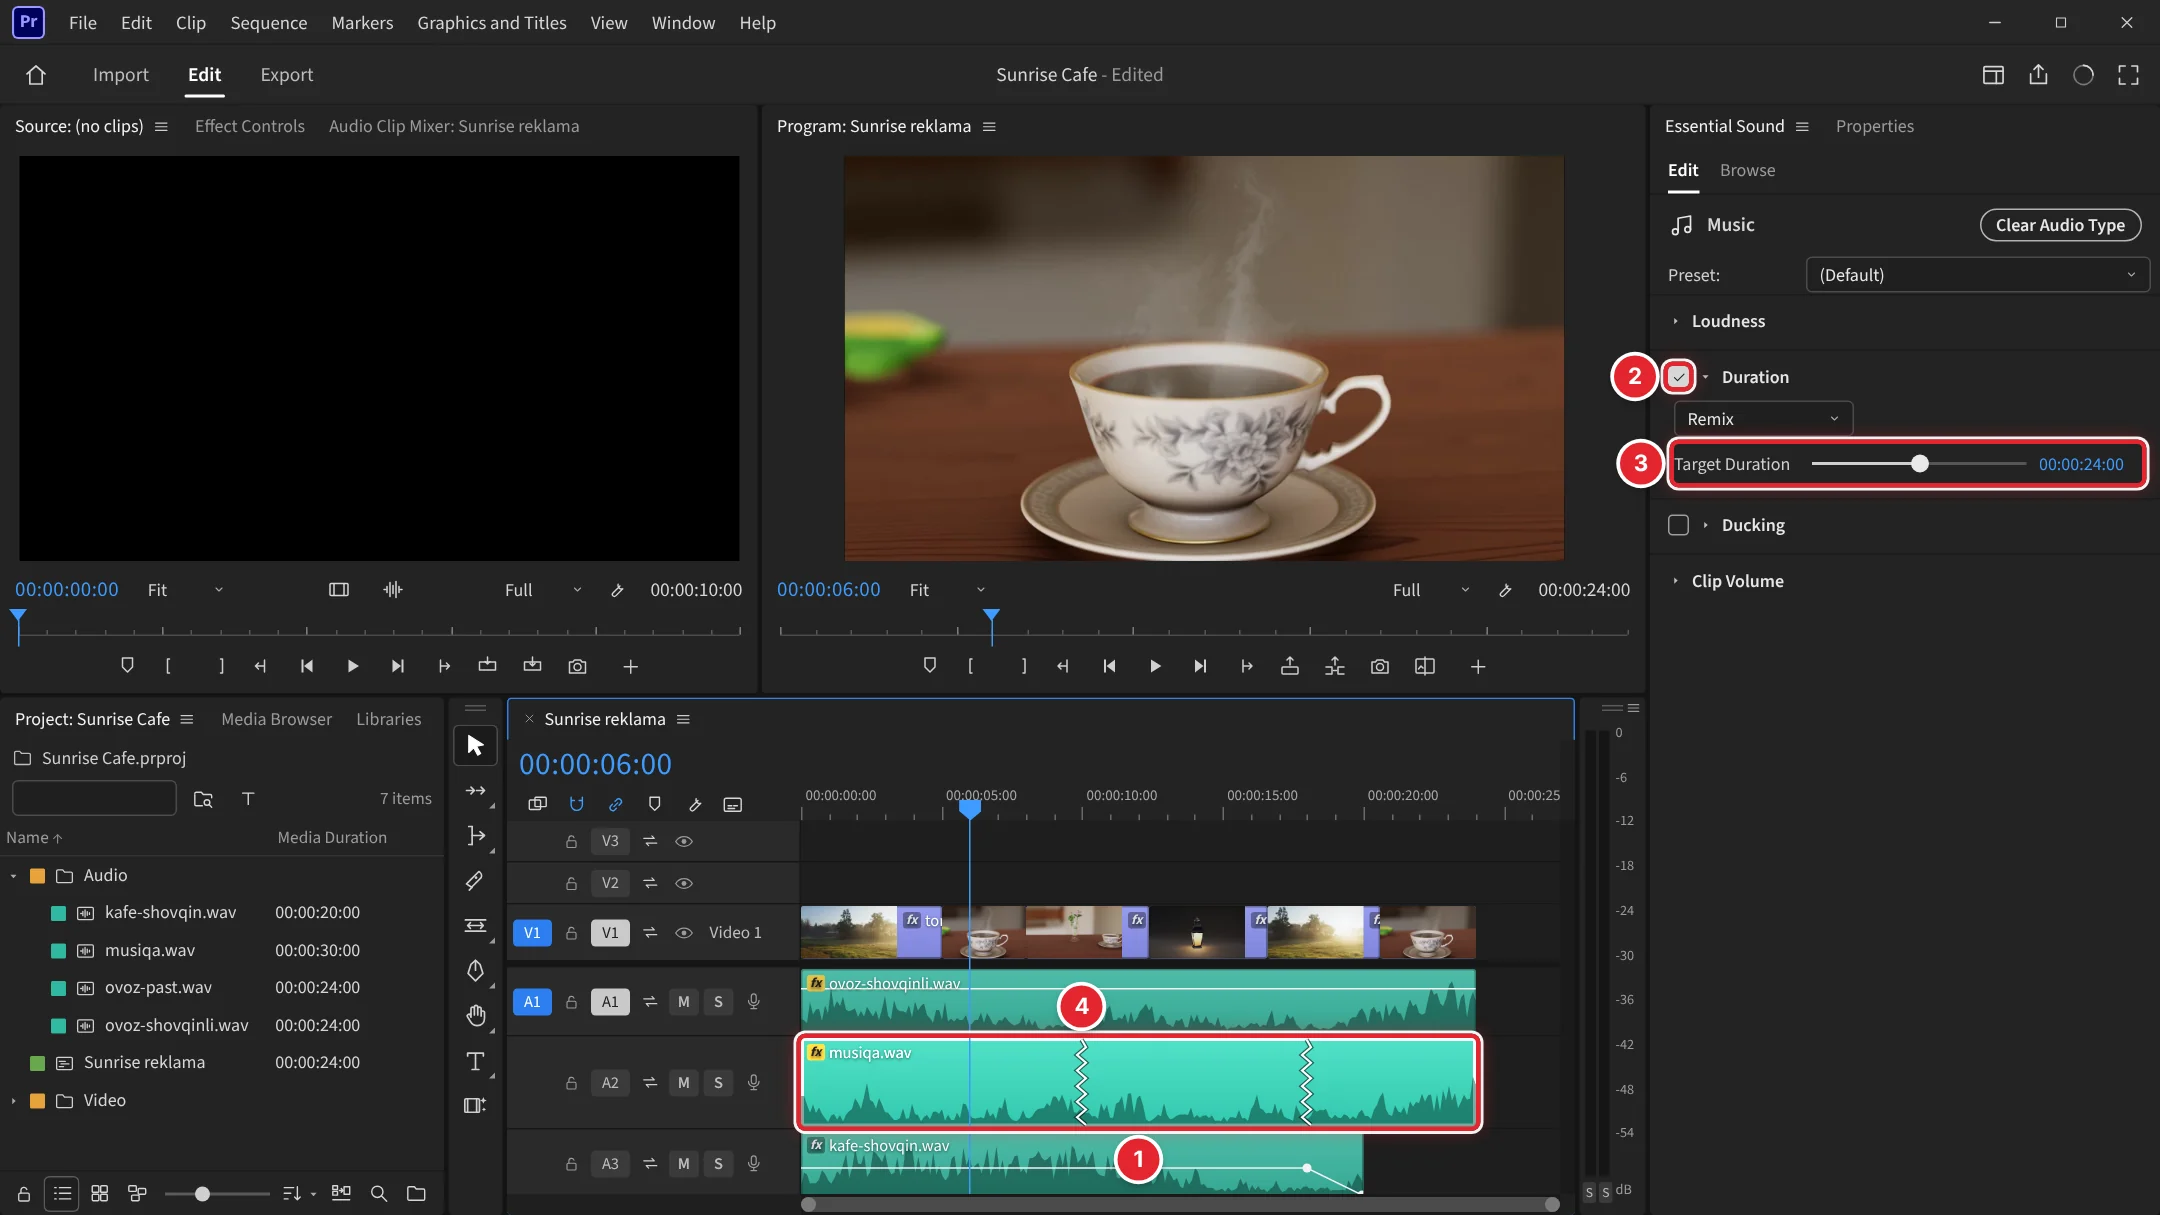 Pr File Edit Clip Sequence Markers Graphics and Titles View Window Help
Import Edit Export
Sunrise Cafe - Edited
Source: (no clips) Effect Controls Audio Clip Mixer: Sunrise reklama
00:00:00:00 Fit Full 00:00:10:00
Program: Sunrise reklama
00:00:06:00 Fit Full 00:00:24:00
Essential Sound Properties
Edit Browse
Music Clear Audio Type
Preset: (Default)
Loudness
2 Duration
Remix
3 Target Duration 00:00:24:00
Ducking
Clip Volume
Project: Sunrise Cafe Media Browser Libraries
Sunrise Cafe.prproj
7 items
Name Media Duration
Audio
kafe-shovqin.wav 00:00:20:00
musiqa.wav 00:00:30:00
ovoz-past.wav 00:00:24:00
ovoz-shovqinli.wav 00:00:24:00
Sunrise reklama 00:00:24:00
Video
Sunrise reklama
00:00:06:00
00:00:00:00 00:00:05:00 00:00:10:00 00:00:15:00 00:00:20:00 00:00:25
V3
V2
V1 V1 Video 1
fx to fx fx f
A1 A1 M S
fx ovoz-shovqinli.wav
4
A2 M S
fx musiqa.wav
A3 M S
fx kafe-shovqin.wav
1
0
-6
-12
-18
-24
-30
-36
-42
-48
-54
S S dB